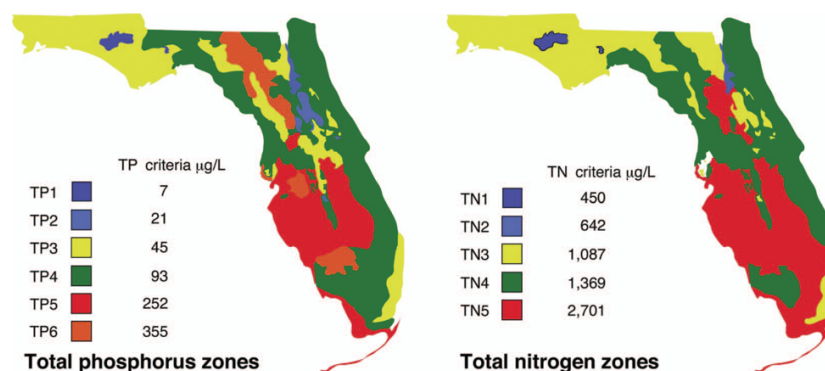 TP criteria µg/L
TP1 7
TP2 21
TP3 45
TP4 93
TP5 252
TP6 355
Total phosphorus zones
TN criteria µg/L
TN1 450
TN2 642
TN3 1,087
TN4 1,369
TN5 2,701
Total nitrogen zones